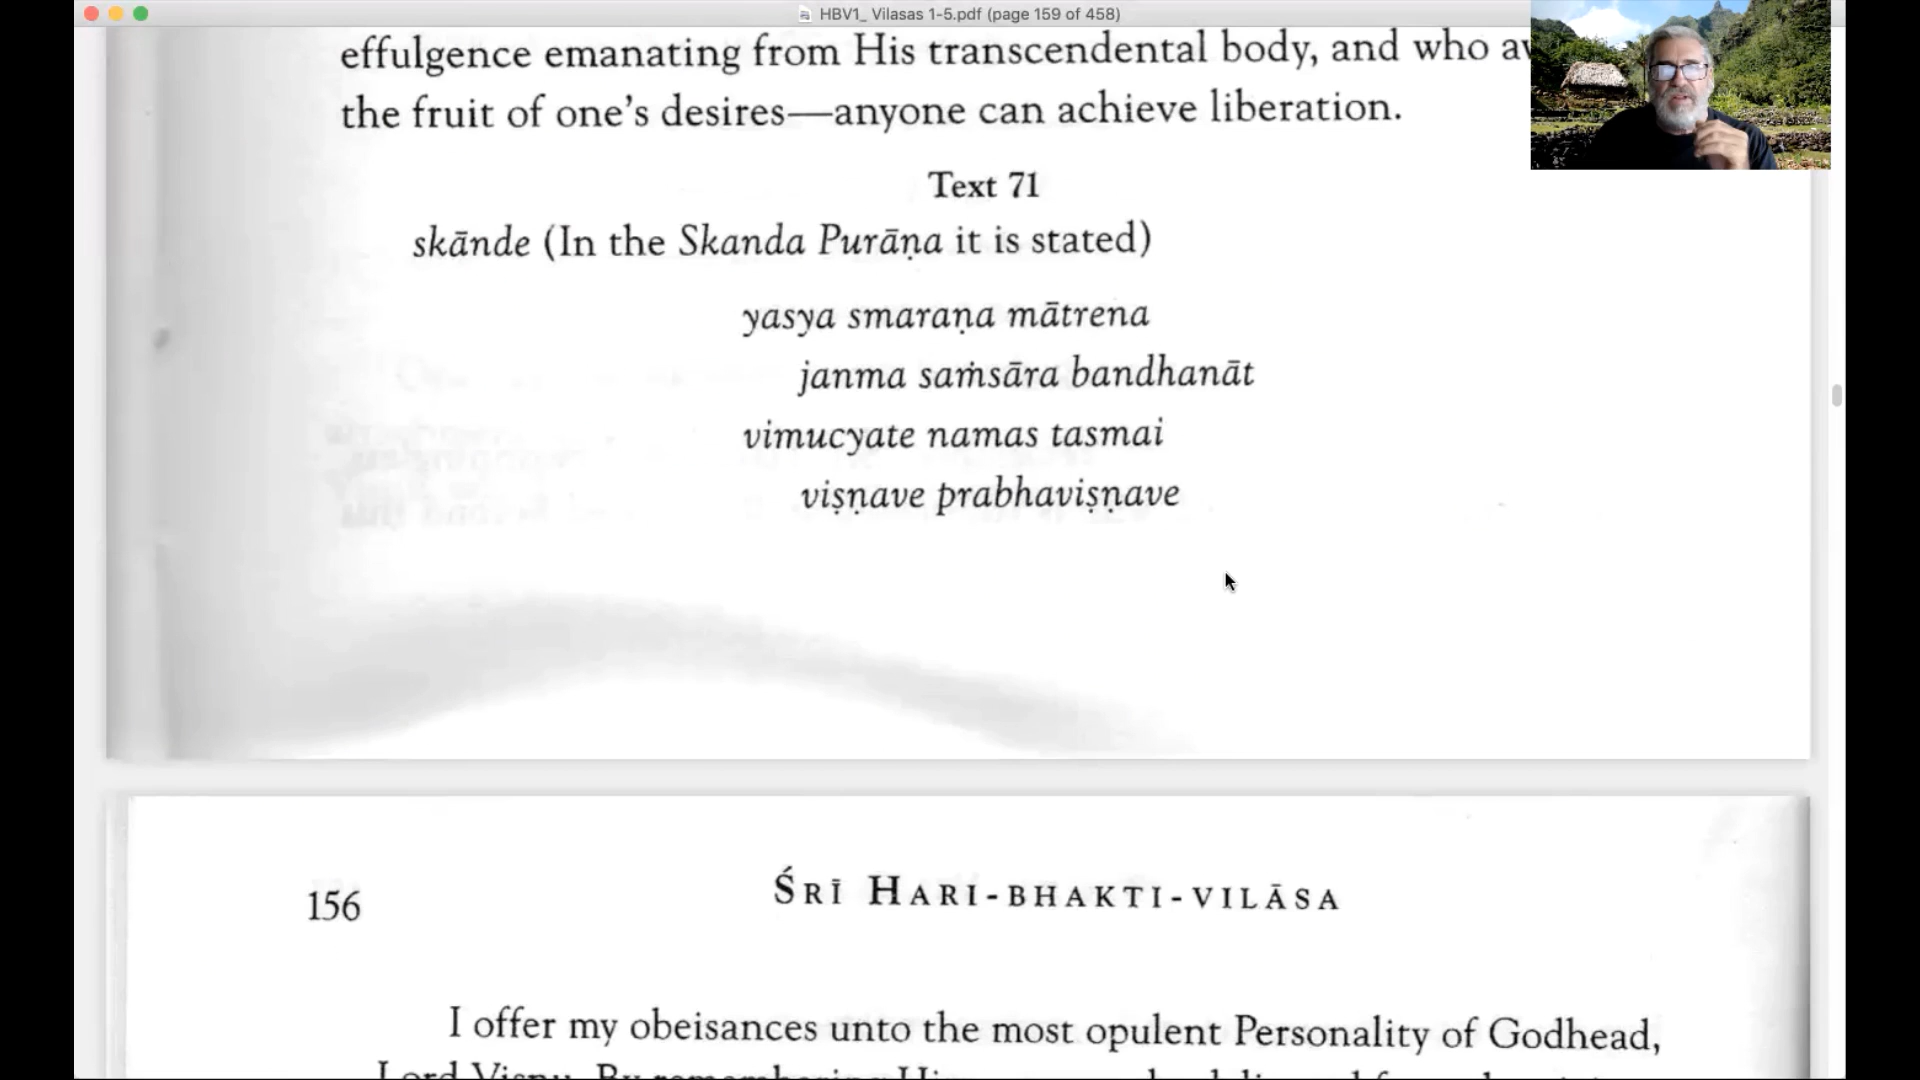 HBV1_ Vilasas 1-5.pdf (page 159 of 458)
effulgence emanating from His transcendental body, and who
the fruit of one's desires—anyone can achieve liberation.
Text 71
skānde (In the Skanda Purāṇa it is stated)
yasya smaraṇa mātrena
janma saṁsāra bandhanāt
vimucyate namas tasmai
viṣṇave prabhaviṣṇave
156
ŚRĪ HARI-BHAKTI-VILĀSA
I offer my obeisances unto the most opulent Personality of Godhead,